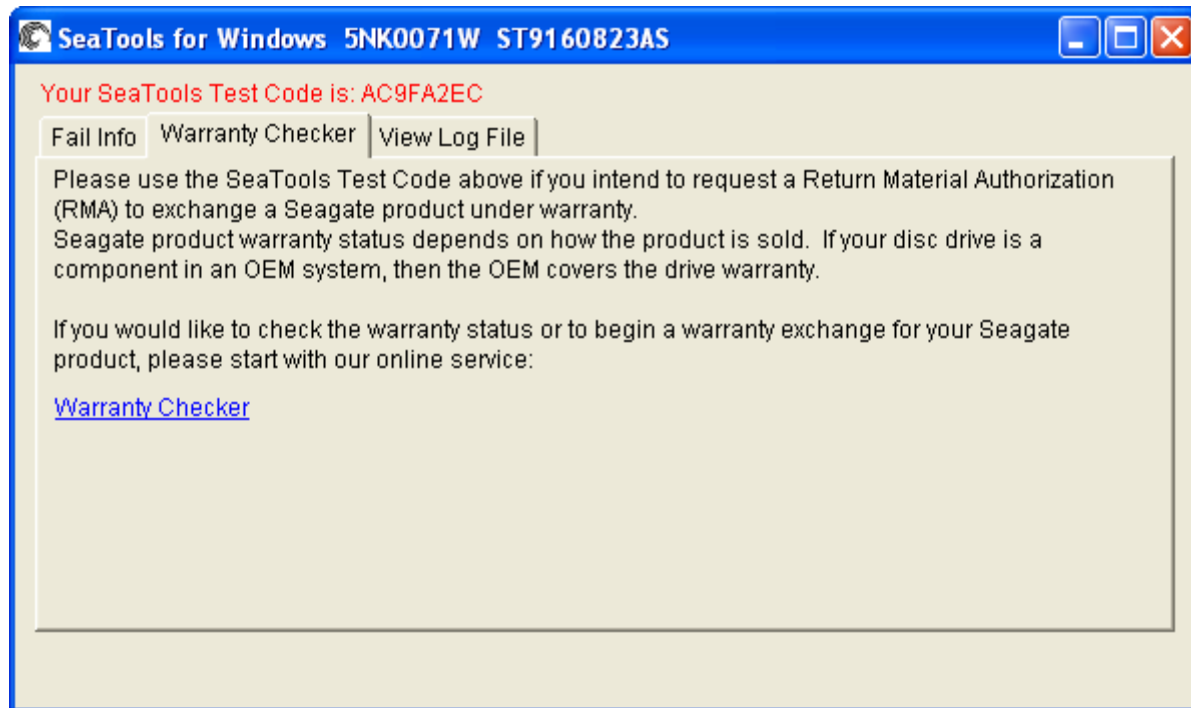 SeaTools for Windows 5NK0071W ST9160823AS
Your SeaTools Test Code is: AC9FA2EC
Fail Info Warranty Checker View Log File
Please use the SeaTools Test Code above if you intend to request a Return Material Authorization
(RMA) to exchange a Seagate product under warranty.
Seagate product warranty status depends on how the product is sold. If your disc drive is a
component in an OEM system, then the OEM covers the drive warranty.
If you would like to check the warranty status or to begin a warranty exchange for your Seagate
product, please start with our online service:
Warranty Checker